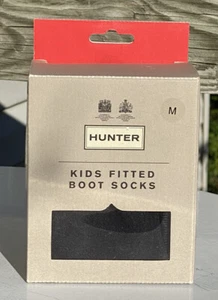 M
HUNTER
KIDS FITTED
BOOT SOCKS